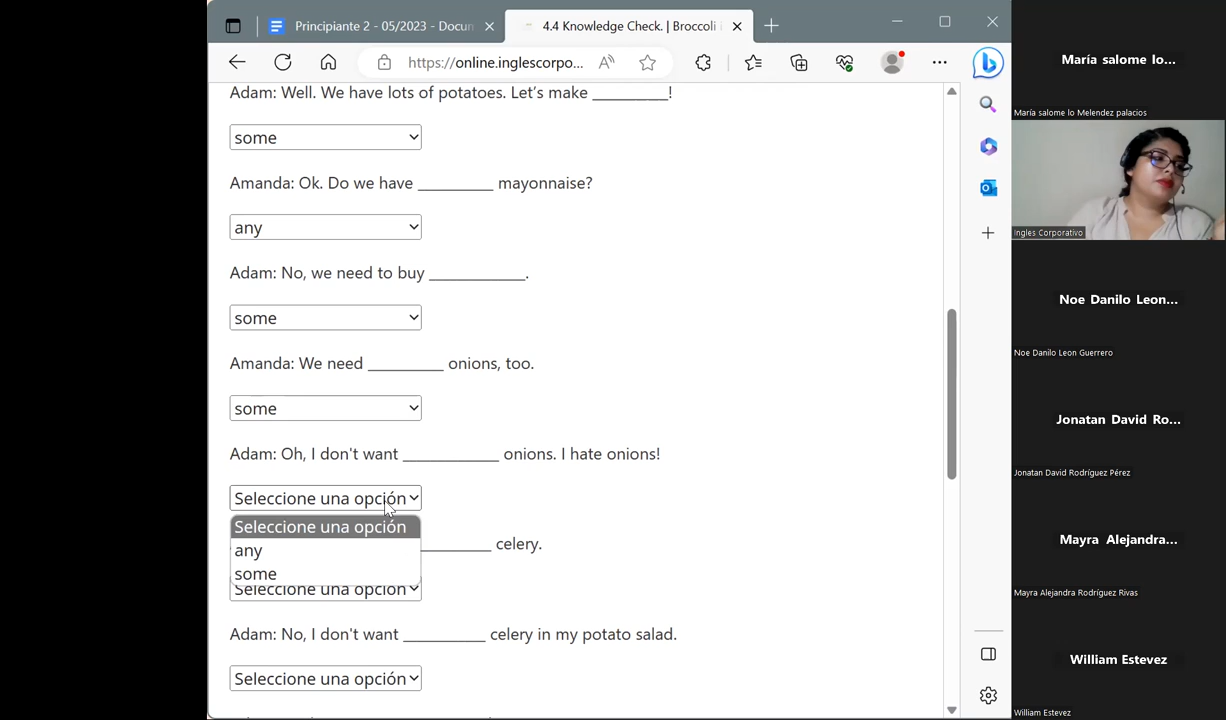 Principiante 2 - 05/2023 - Docun
4.4 Knowledge Check. | Broccoli i
https://online.inglescorpo...
Adam: Well. We have lots of potatoes. Let's make _________!
some
Amanda: Ok. Do we have _________ mayonnaise?
any
Adam: No, we need to buy ____________.
some
Amanda: We need _________ onions, too.
some
Adam: Oh, I don't want ____________ onions. I hate onions!
Seleccione una opción
Seleccione una opción
any
some
_________ celery.
Seleccione una opción
Adam: No, I don't want __________ celery in my potato salad.
Seleccione una opción
María salome lo...
María salome lo Melendez palacios
Ingles Corporativo
Noe Danilo Leon...
Noe Danilo Leon Guerrero
Jonatan David Ro...
Jonatan David Rodríguez Pérez
Mayra Alejandra...
Mayra Alejandra Rodríguez Rivas
William Estevez
William Estevez